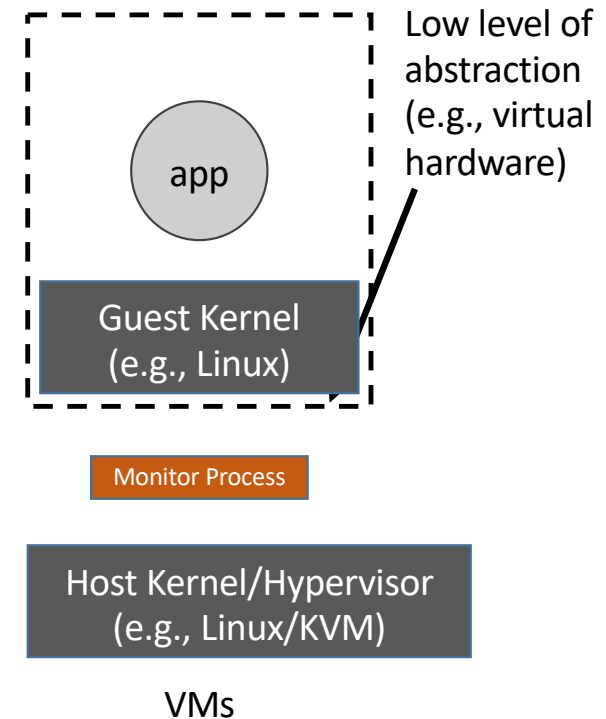 Low level of
abstraction
(e.g., virtual
hardware)
app
Guest Kernel
(e.g., Linux)
Monitor Process
Host Kernel/Hypervisor
(e.g., Linux/KVM)
VMs